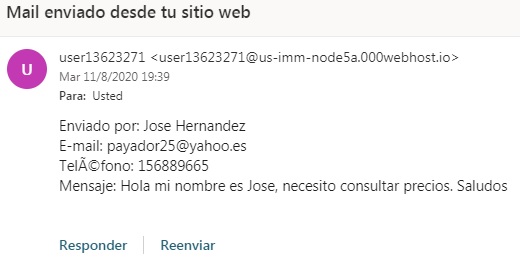 Mail enviado desde tu sitio web
U
user13623271 <user13623271@us-imm-node5a.000webhost.io>
Mar 11/8/2020 19:39
Para: Usted
Enviado por: Jose Hernandez
E-mail: payador25@yahoo.es
TelÃ©fono: 156889665
Mensaje: Hola mi nombre es Jose, necesito consultar precios. Saludos
Responder Reenviar